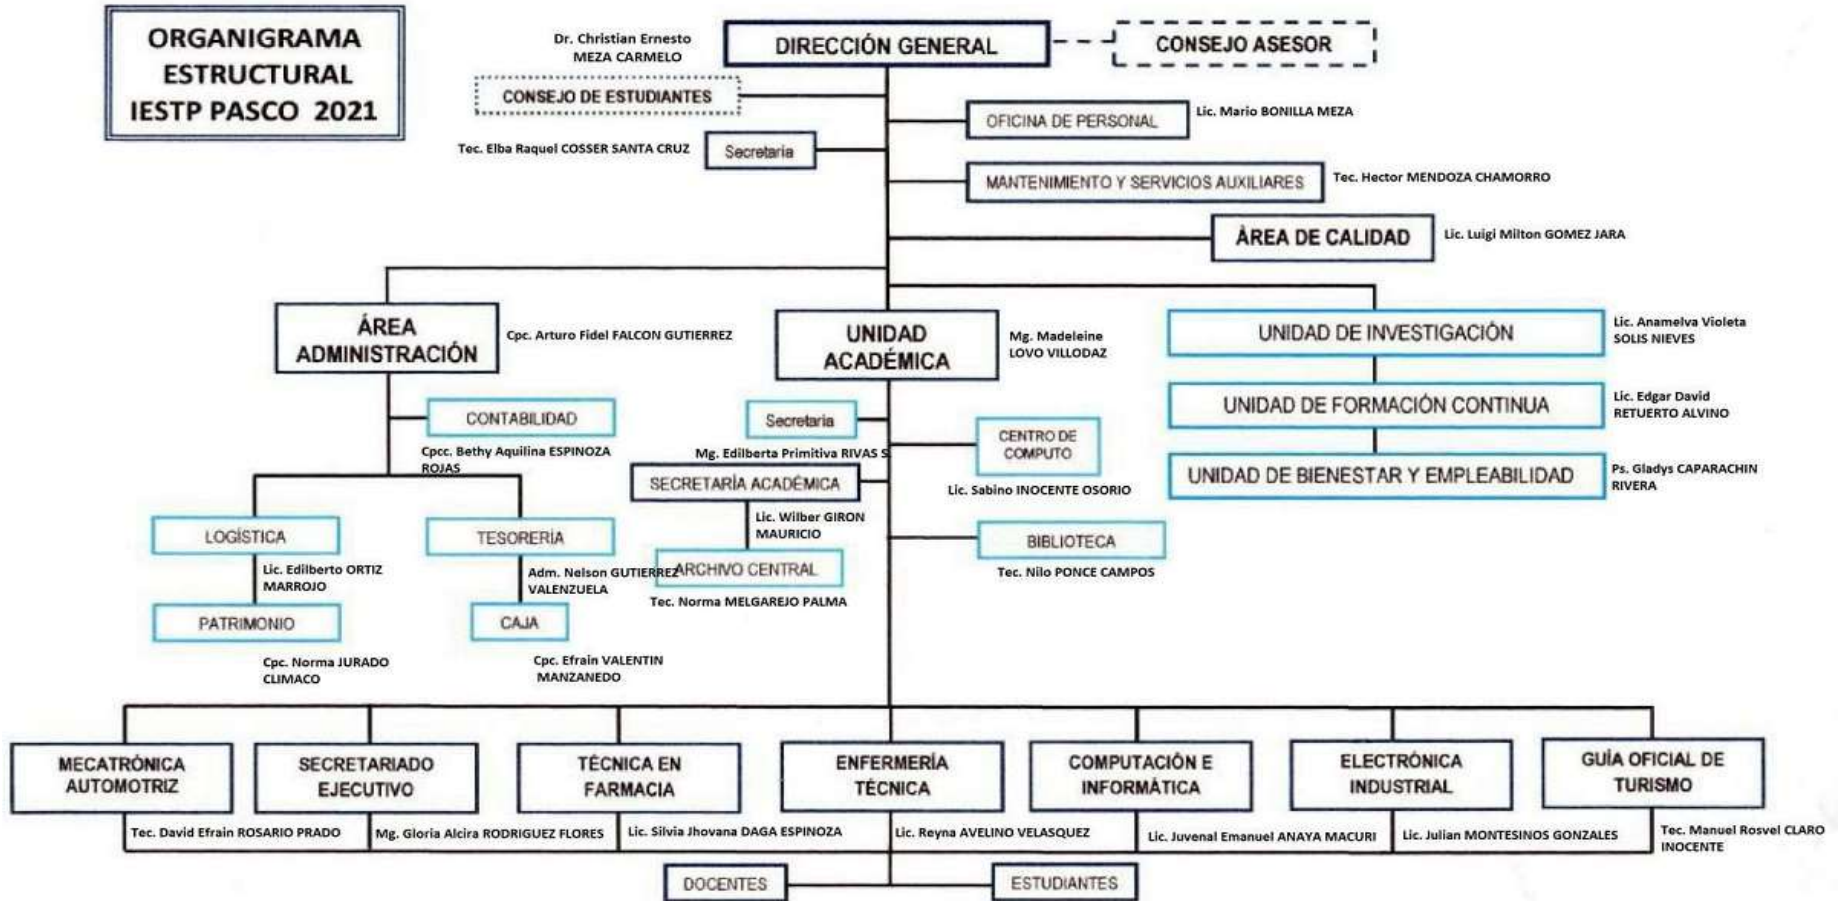 ORGANIGRAMA
ESTRUCTURAL
IESTP PASCO 2021
Dr. Christian Ernesto
MEZA CARMELO
DIRECCIÓN GENERAL
CONSEJO ASESOR
CONSEJO DE ESTUDIANTES
OFICINA DE PERSONAL
Lic. Mario BONILLA MEZA
Tec. Elba Raquel COSSER SANTA CRUZ
Secretaria
MANTENIMIENTO Y SERVICIOS AUXILIARES
Tec. Hector MENDOZA CHAMORRO
ÀREA DE CALIDAD
Lic. Luigi Milton GOMEZ JARA
ÁREA
ADMINISTRACIÓN
Cpc. Arturo Fidel FALCON GUTIERREZ
UNIDAD
ACADÉMICA
Mg. Madeleine
LOVO VILLODAZ
UNIDAD DE INVESTIGACIÓN
Lic. Anamelva Violeta
SOLIS NIEVES
UNIDAD DE FORMACIÓN CONTINUA
Lic. Edgar David
RETUERTO ALVINO
UNIDAD DE BIENESTAR Y EMPLEABILIDAD
Ps. Gladys CAPARACHIN
RIVERA
CONTABILIDAD
Cpcc. Bethy Aquilina ESPINOZA
ROJAS
Secretaria
Mg. Edilberta Primitiva RIVAS S.
CENTRO DE
COMPUTO
Lic. Sabino INOCENTE OSORIO
SECRETARÍA ACADÉMICA
Lic. Wilber GIRON
MAURICIO
LOGÍSTICA
Lic. Edilberto ORTIZ
MARROJO
TESORERÍA
Adm. Nelson GUTIERREZ
VALENZUELA
ARCHIVO CENTRAL
Tec. Norma MELGAREJO PALMA
BIBLIOTECA
Tec. Nilo PONCE CAMPOS
PATRIMONIO
Cpc. Norma JURADO
CLIMACO
CAJA
Cpc. Efrain VALENTIN
MANZANEDO
MECATRÓNICA
AUTOMOTRIZ
SECRETARIADO
EJECUTIVO
TÉCNICA EN
FARMACIA
ENFERMERÍA
TÉCNICA
COMPUTACIÓN E
INFORMÁTICA
ELECTRÓNICA
INDUSTRIAL
GUÍA OFICIAL DE
TURISMO
Tec. David Efrain ROSARIO PRADO
Mg. Gloria Alcira RODRIGUEZ FLORES
Lic. Silvia Jhovana DAGA ESPINOZA
Lic. Reyna AVELINO VELASQUEZ
Lic. Juvenal Emanuel ANAYA MACURI
Lic. Julian MONTESINOS GONZALES
Tec. Manuel Rosvel CLARO
INOCENTE
DOCENTES
ESTUDIANTES